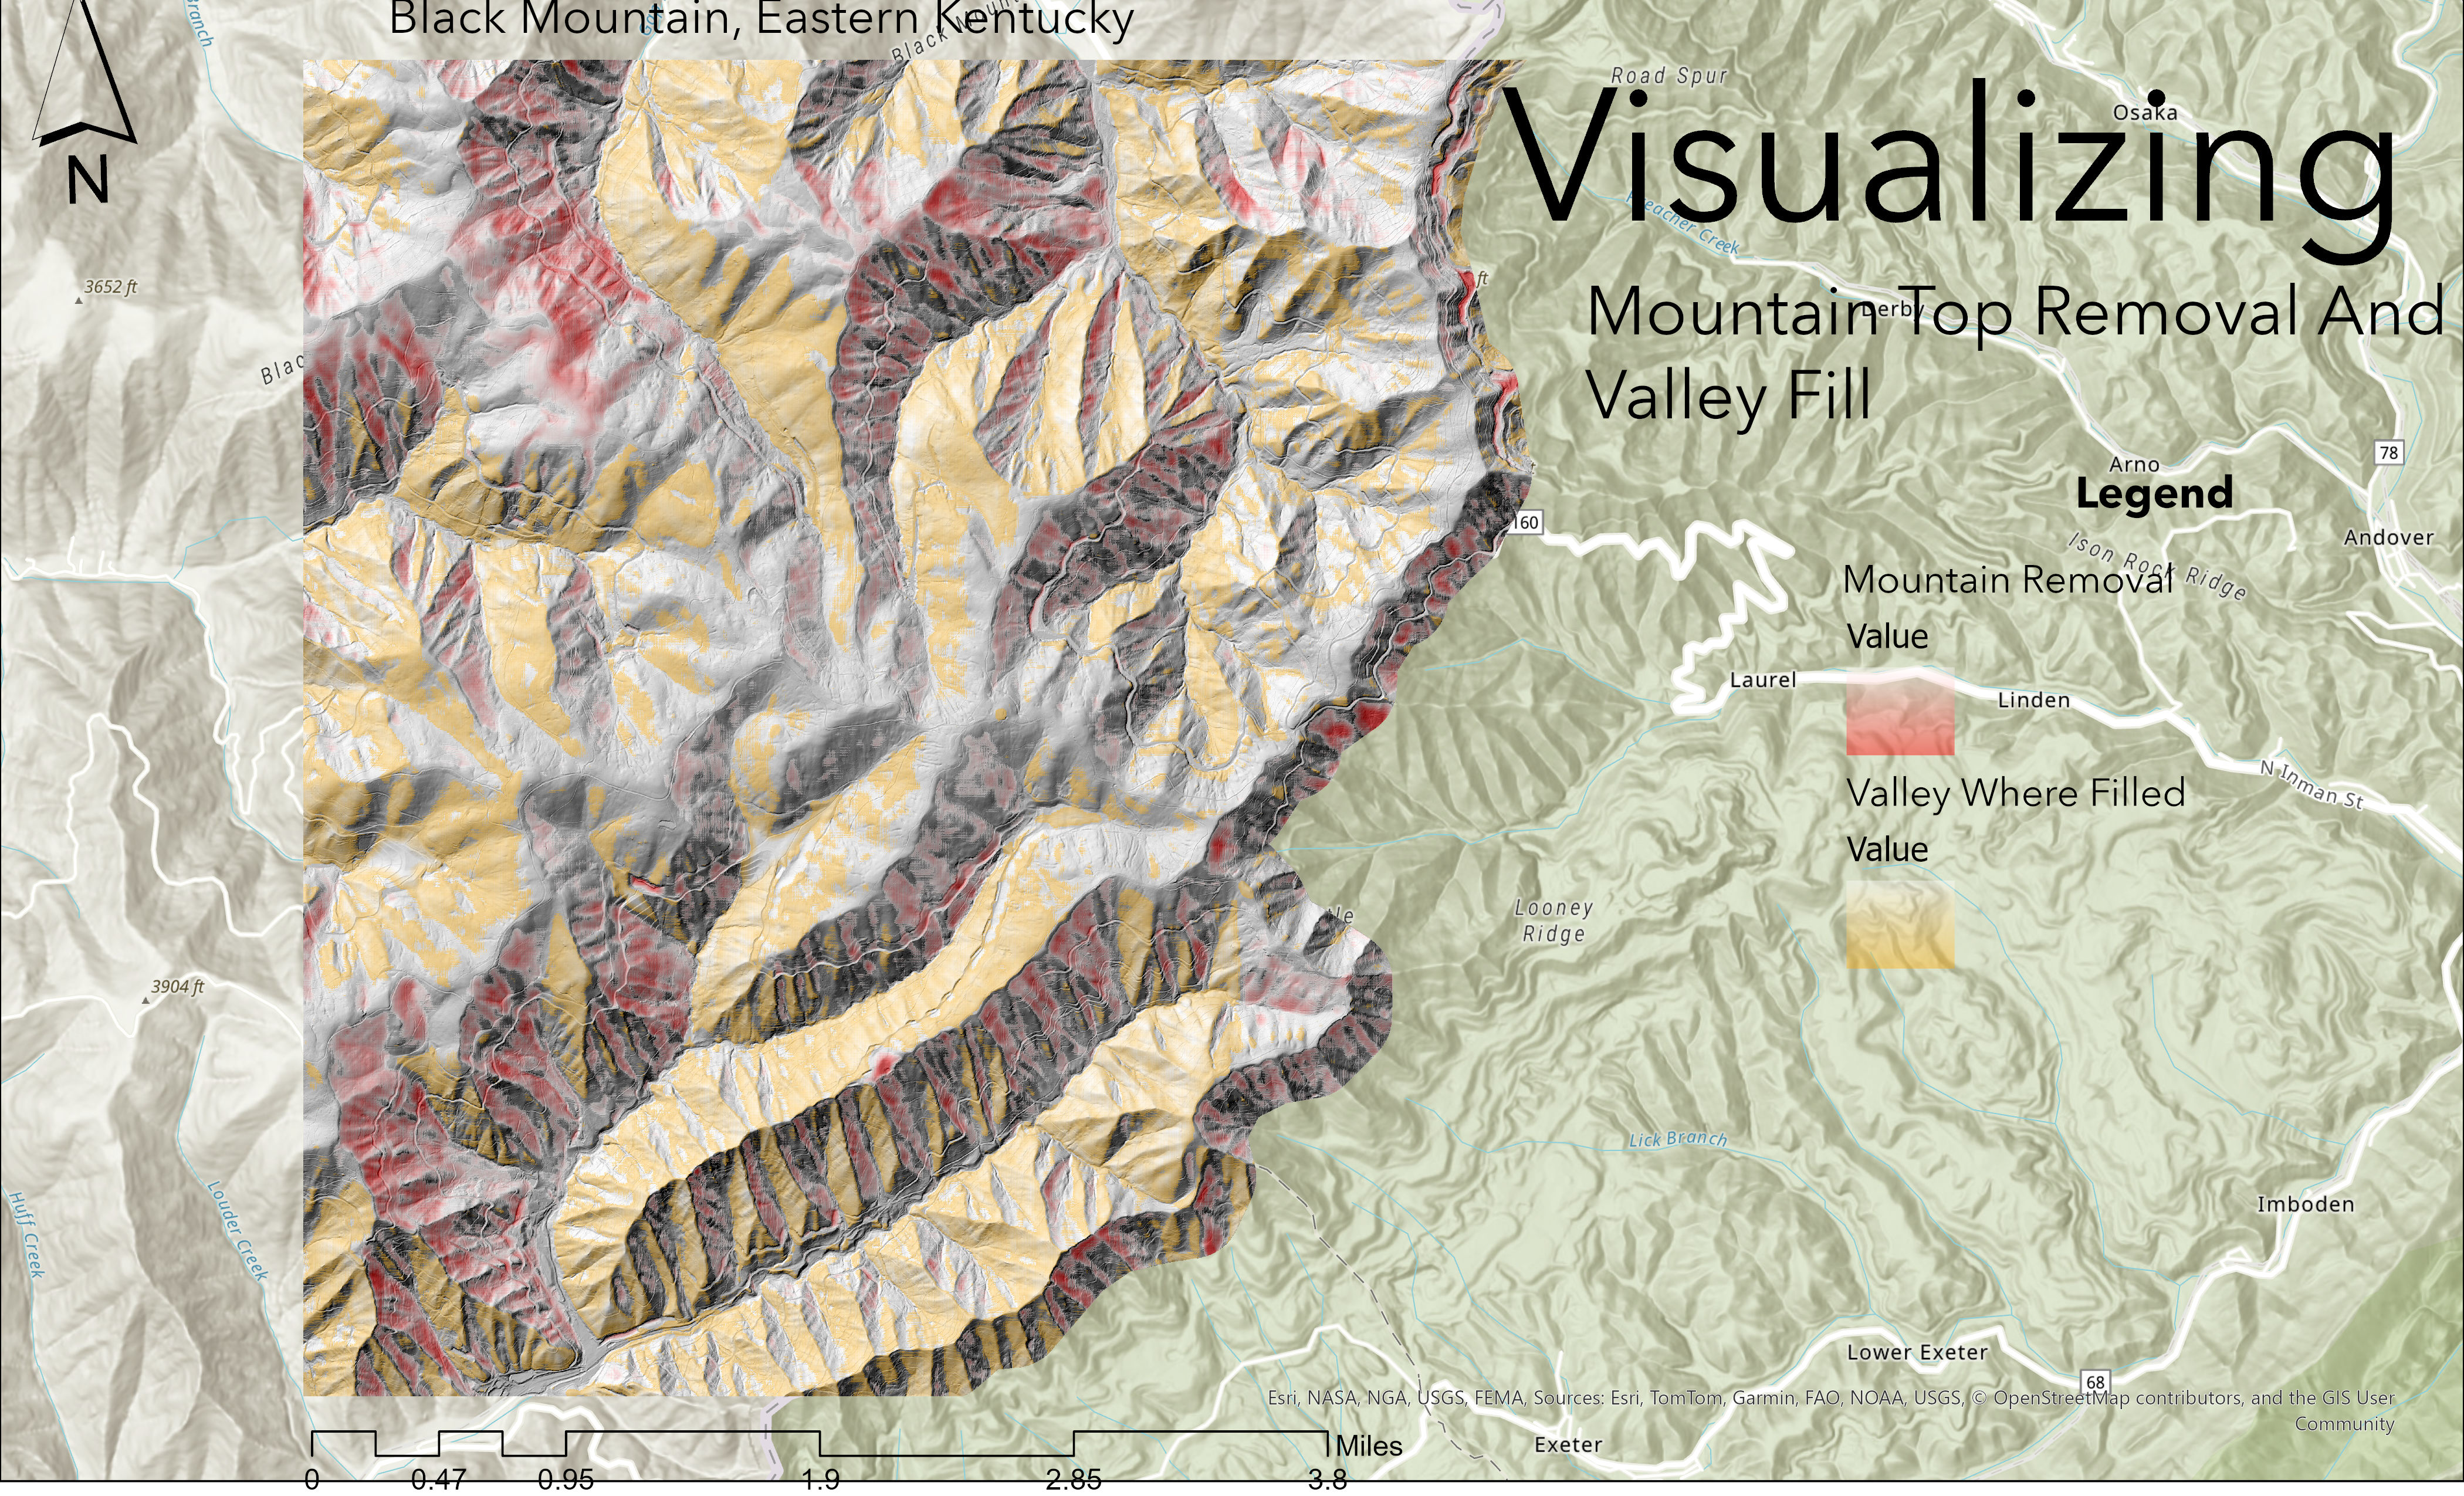 Black Mountain, Eastern Kentucky
N
Visualizing
Mountain Top Removal And
Valley Fill
Legend
Mountain Removal
Value
Valley Where Filled
Value
Branch
Road Spur
Osaka
Preacher Creek
3652 ft
ft
Derby
Blac
78
Arno
Andover
Ison Rock Ridge
160
Laurel
Linden
N Inman St
Looney
Ridge
3904 ft
Lick Branch
Huff Creek
Louder Creek
Imboden
Lower Exeter
68
Exeter
Esri, NASA, NGA, USGS, FEMA, Sources: Esri, TomTom, Garmin, FAO, NOAA, USGS, © OpenStreetMap contributors, and the GIS User
Community
Miles
0 0.47 0.95 1.9 2.85 3.8